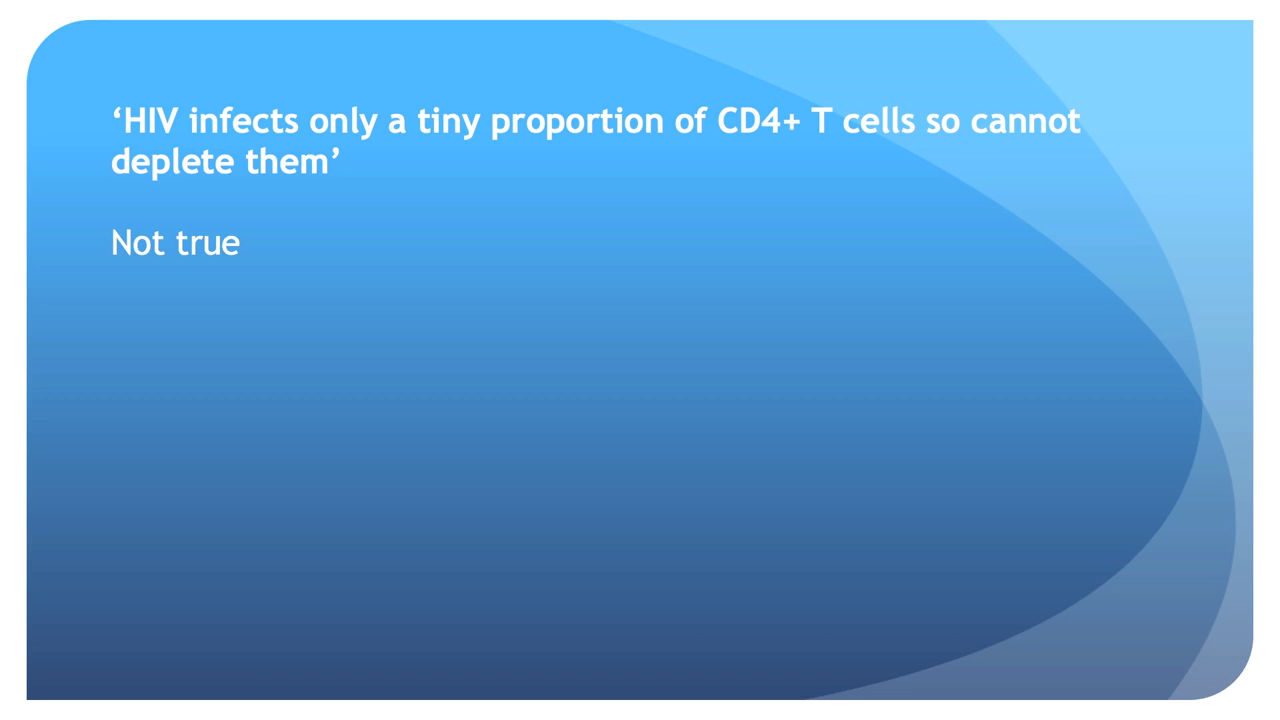 ‘HIV infects only a tiny proportion of CD4+ T cells so cannot
deplete them’
Not true